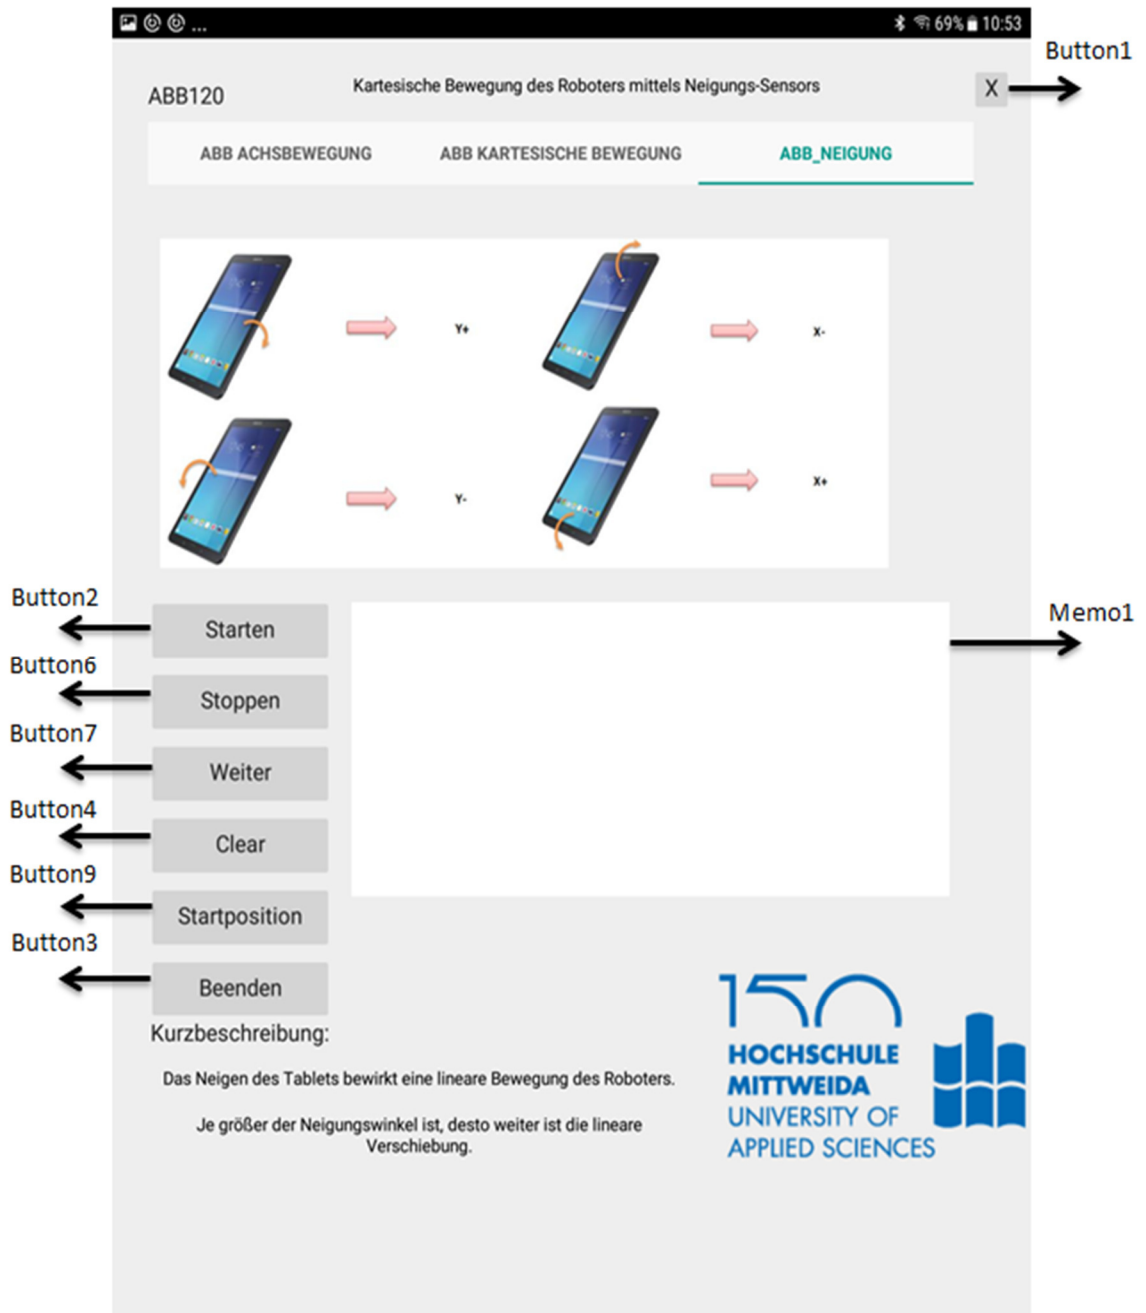 ... 69% 10:53
Button1
Kartesische Bewegung des Roboters mittels Neigungs-Sensors
ABB120
X
ABB ACHSBEWEGUNG ABB KARTESISCHE BEWEGUNG ABB_NEIGUNG
Y+ X-
Y- X+
Button2
Starten
Memo1
Button6
Stoppen
Button7
Weiter
Button4
Clear
Button9
Startposition
Button3
Beenden
Kurzbeschreibung:
Das Neigen des Tablets bewirkt eine lineare Bewegung des Roboters.
Je größer der Neigungswinkel ist, desto weiter ist die lineare
Verschiebung.
150
HOCHSCHULE
MITTWEIDA
UNIVERSITY OF
APPLIED SCIENCES